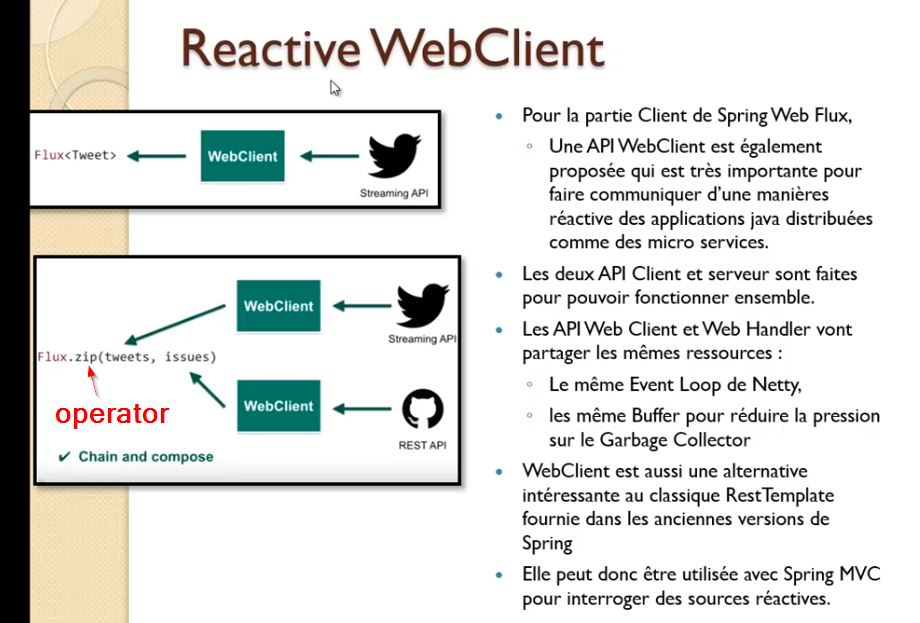 Reactive WebClient
Flux<Tweet>
WebClient
Streaming API
WebClient
Streaming API
Flux.zip(tweets, issues)
operator
WebClient
REST API
✔ Chain and compose
• Pour la partie Client de Spring Web Flux,
◦ Une API WebClient est également
proposée qui est très importante pour
faire communiquer d’une manières
réactive des applications java distribuées
comme des micro services.
• Les deux API Client et serveur sont faites
pour pouvoir fonctionner ensemble.
• Les API Web Client et Web Handler vont
partager les mêmes ressources :
◦ Le même Event Loop de Netty,
◦ les même Buffer pour réduire la pression
sur le Garbage Collector
• WebClient est aussi une alternative
intéressante au classique RestTemplate
fournie dans les anciennes versions de
Spring
• Elle peut donc être utilisée avec Spring MVC
pour interroger des sources réactives.